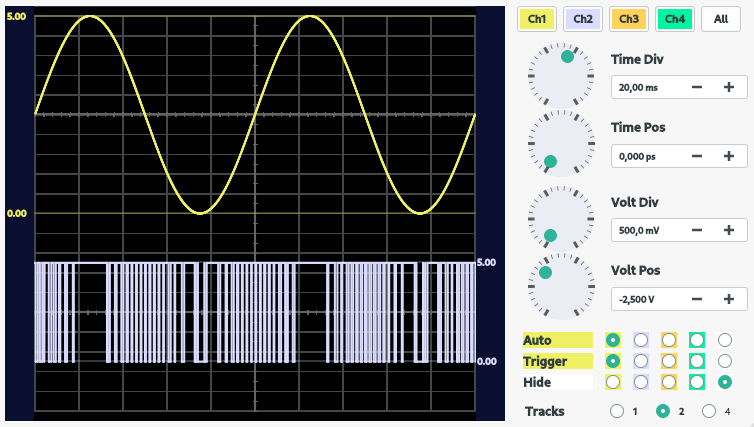 5.00
0.00
5.00
0.00
Ch1 Ch2 Ch3 Ch4 All
Time Div
20,00 ms − +
Time Pos
0,000 ps − +
Volt Div
500,0 mV − +
Volt Pos
-2,500 V − +
Auto
Trigger
Hide
Tracks 1 2 4